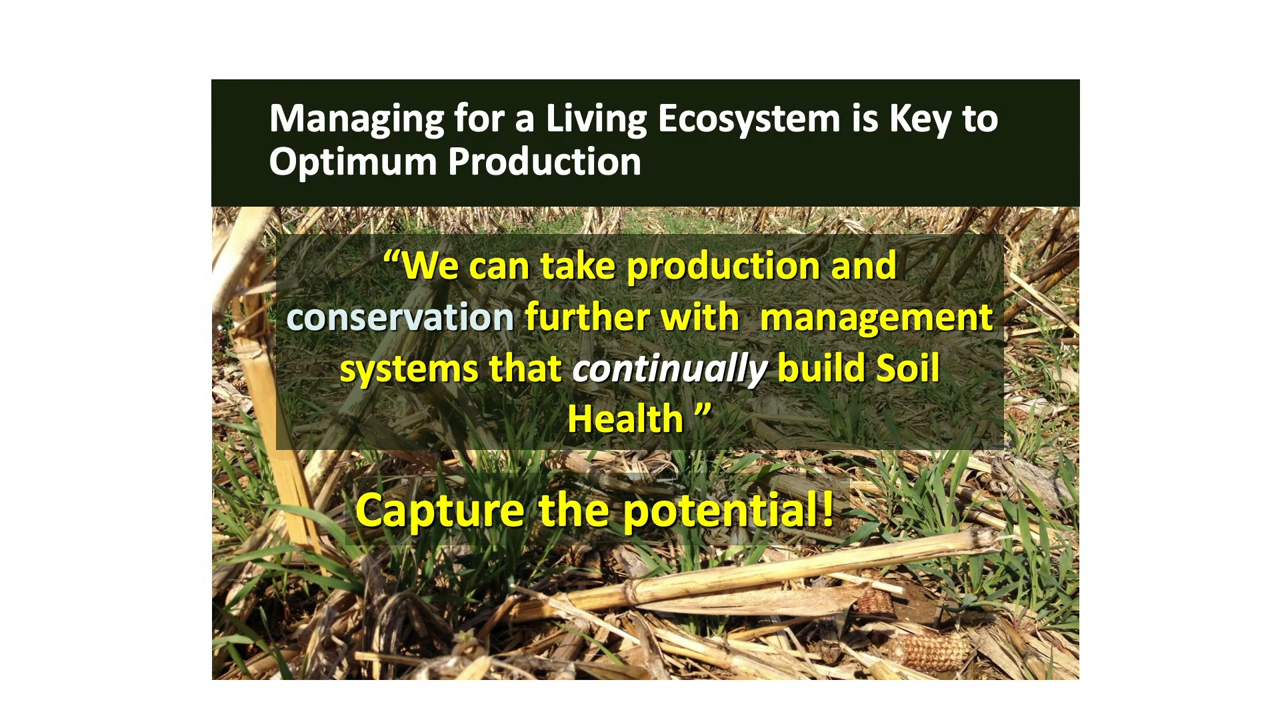 Managing for a Living Ecosystem is Key to
Optimum Production
“We can take production and
conservation further with  management
systems that continually build Soil
Health ”
Capture the potential!